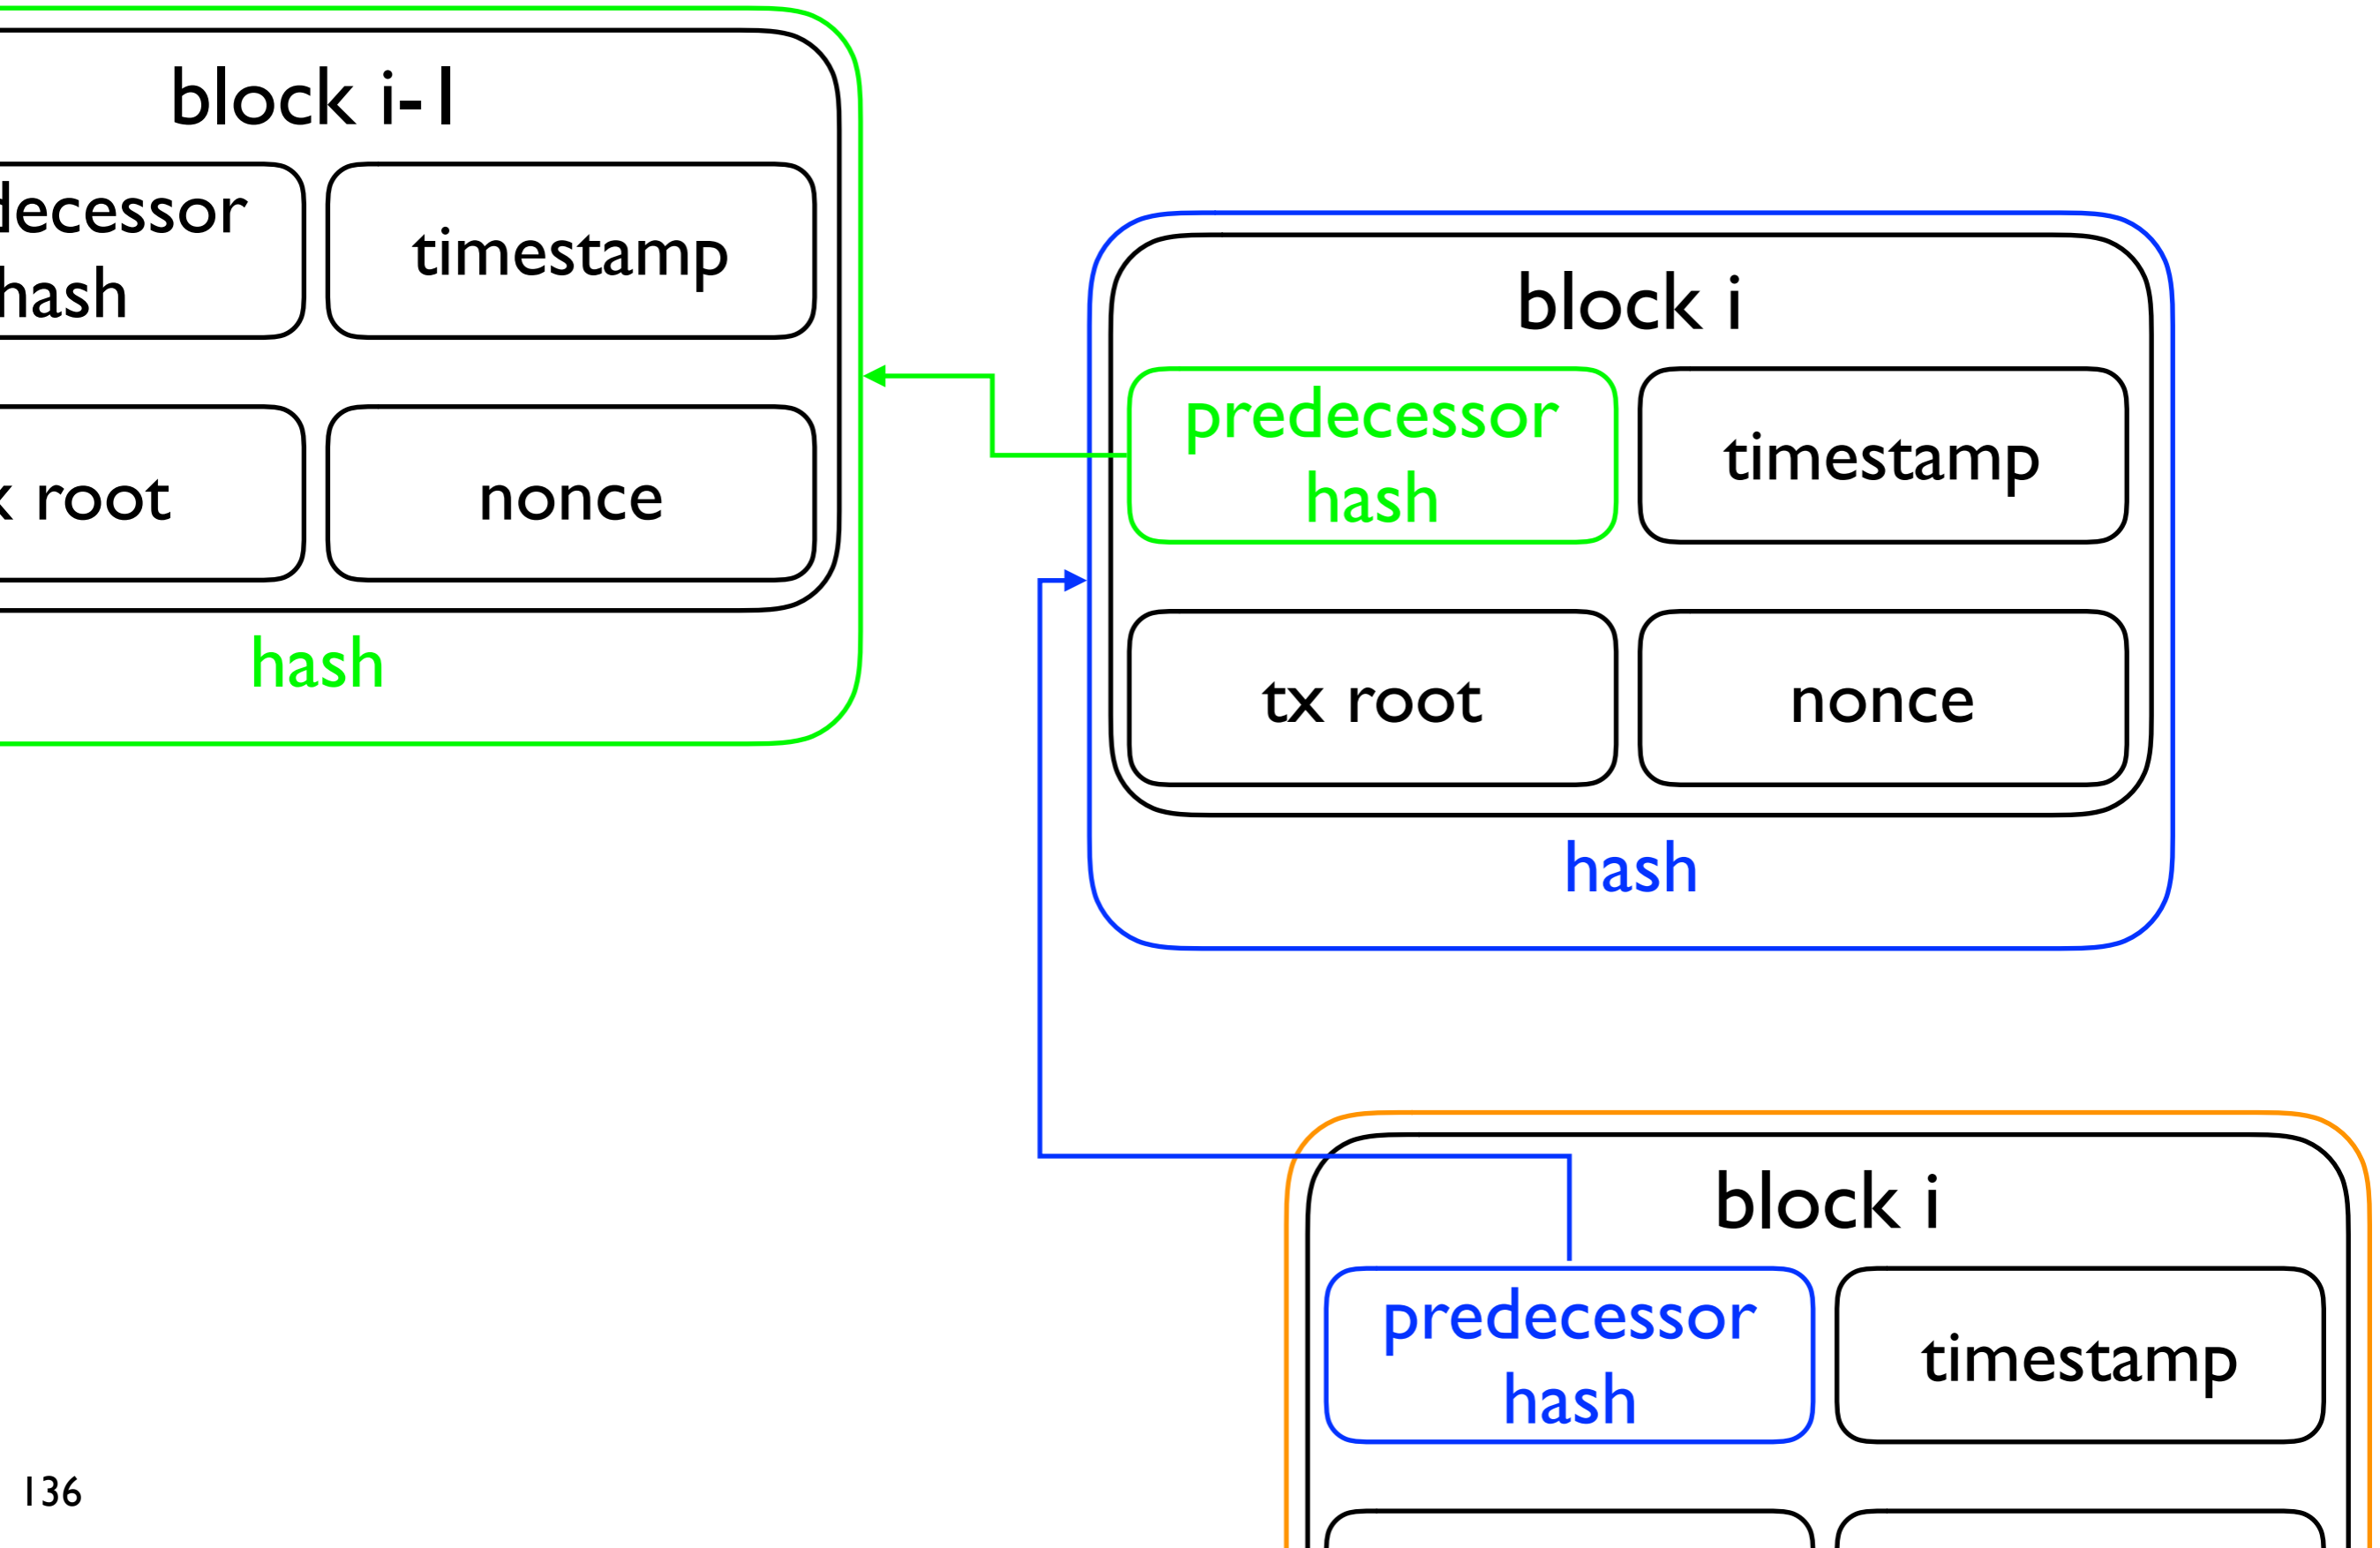 block i-1
decessor
hash
timestamp
x root
nonce
hash
block i
predecessor
hash
timestamp
tx root
nonce
hash
block i
predecessor
hash
timestamp
136